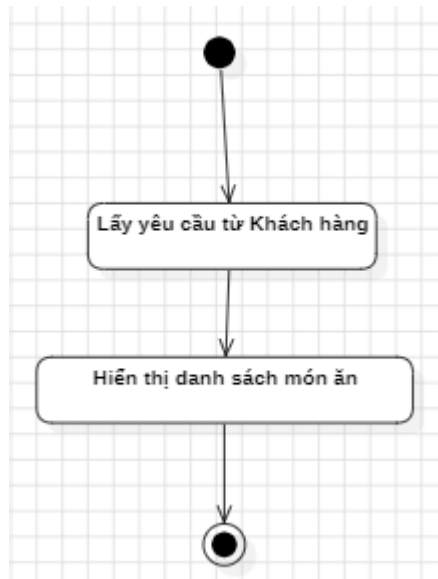 Lấy yêu cầu từ Khách hàng
Hiển thị danh sách món ăn